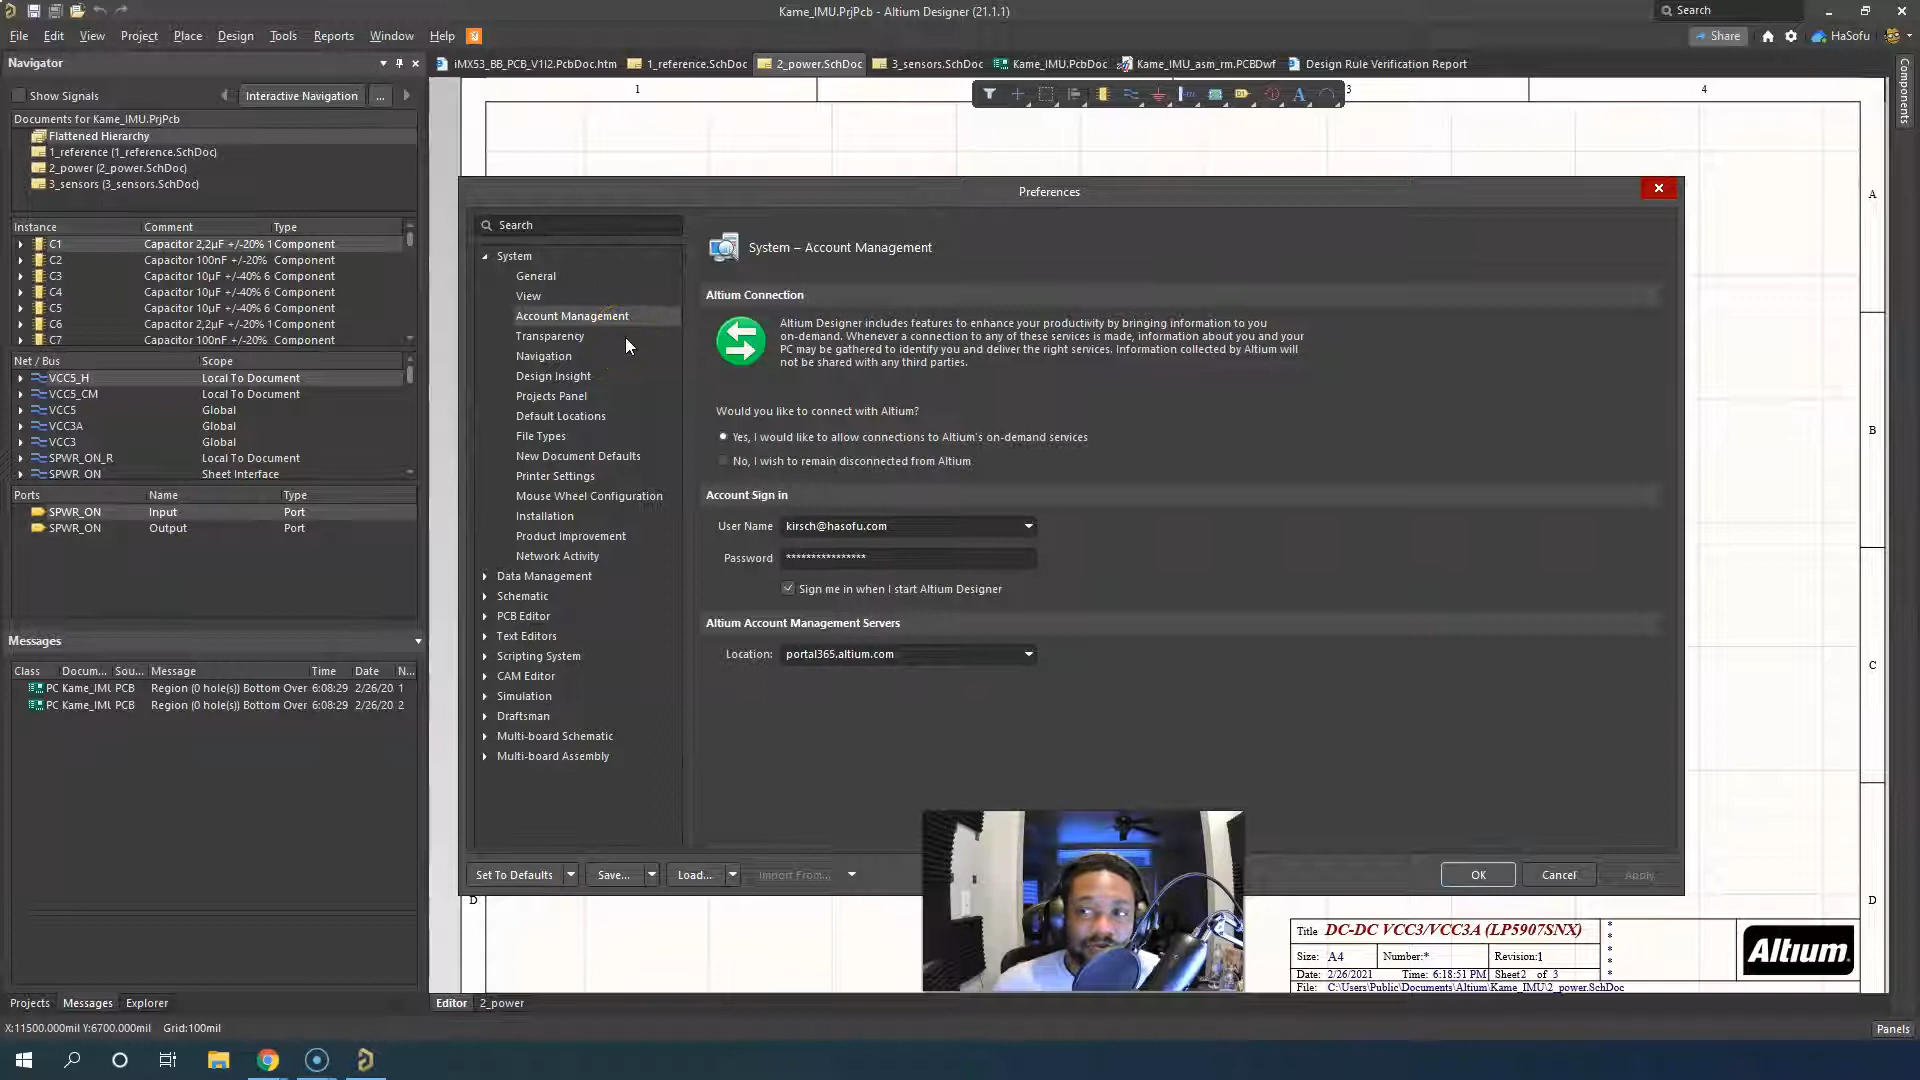 Kame_IMU.PrjPcb - Altium Designer (21.1.1)
Search
File Edit View Project Place Design Tools Reports Window Help
Share
HaSofu
Navigator
iMX53_BB_PCB_V1I2.PcbDoc.htm 1_reference.SchDoc 2_power.SchDoc 3_sensors.SchDoc Kame_IMU.PcbDoc Kame_IMU_asm_rm.PCBDwf Design Rule Verification Report
Components
Show Signals Interactive Navigation ...
1 3 4
Documents for Kame_IMU.PrjPcb
Flattened Hierarchy
1_reference (1_reference.SchDoc)
2_power (2_power.SchDoc)
3_sensors (3_sensors.SchDoc)
Instance Comment Type
C1 Capacitor 2,2µF +/-20% 1 Component
C2 Capacitor 100nF +/-20% Component
C3 Capacitor 10µF +/-40% 6 Component
C4 Capacitor 10µF +/-40% 6 Component
C5 Capacitor 10µF +/-40% 6 Component
C6 Capacitor 2,2µF +/-20% 1 Component
C7 Capacitor 100nF +/-20% Component
Net / Bus Scope
VCC5_H Local To Document
VCC5_CM Local To Document
VCC5 Global
VCC3A Global
VCC3 Global
SPWR_ON_R Local To Document
SPWR_ON Sheet Interface
Ports Name Type
SPWR_ON Input Port
SPWR_ON Output Port
Messages
Class Docum... Sou... Message Time Date N...
PC Kame_IMU PCB Region (0 hole(s)) Bottom Over 6:08:29 2/26/20 1
PC Kame_IMU PCB Region (0 hole(s)) Bottom Over 6:08:29 2/26/20 2
Projects Messages Explorer
X:11500.000mil Y:6700.000mil Grid:100mil
Preferences
Search
System
General
View
Account Management
Transparency
Navigation
Design Insight
Projects Panel
Default Locations
File Types
New Document Defaults
Printer Settings
Mouse Wheel Configuration
Installation
Product Improvement
Network Activity
Data Management
Schematic
PCB Editor
Text Editors
Scripting System
CAM Editor
Simulation
Draftsman
Multi-board Schematic
Multi-board Assembly
System – Account Management
Altium Connection
Altium Designer includes features to enhance your productivity by bringing information to you
on-demand. Whenever a connection to any of these services is made, information about you and your
PC may be gathered to identify you and deliver the right services. Information collected by Altium will
not be shared with any third parties.
Would you like to connect with Altium?
Yes, I would like to allow connections to Altium's on-demand services
No, I wish to remain disconnected from Altium
Account Sign in
User Name kirsch@hasofu.com
Password ****************
Sign me in when I start Altium Designer
Altium Account Management Servers
Location: portal365.altium.com
Set To Defaults Save... Load... Import From... OK Cancel Apply
A
B
C
D
D
Title DC-DC VCC3/VCC3A (LP5907SNX) *
Size: A4 Number:* Revision:1
Date: 2/26/2021 Time: 6:18:51 PM Sheet2 of 3
File: C:\Users\Public\Documents\Altium\Kame_IMU\2_power.SchDoc
*
*
*
*
Altium
Editor 2_power
Panels